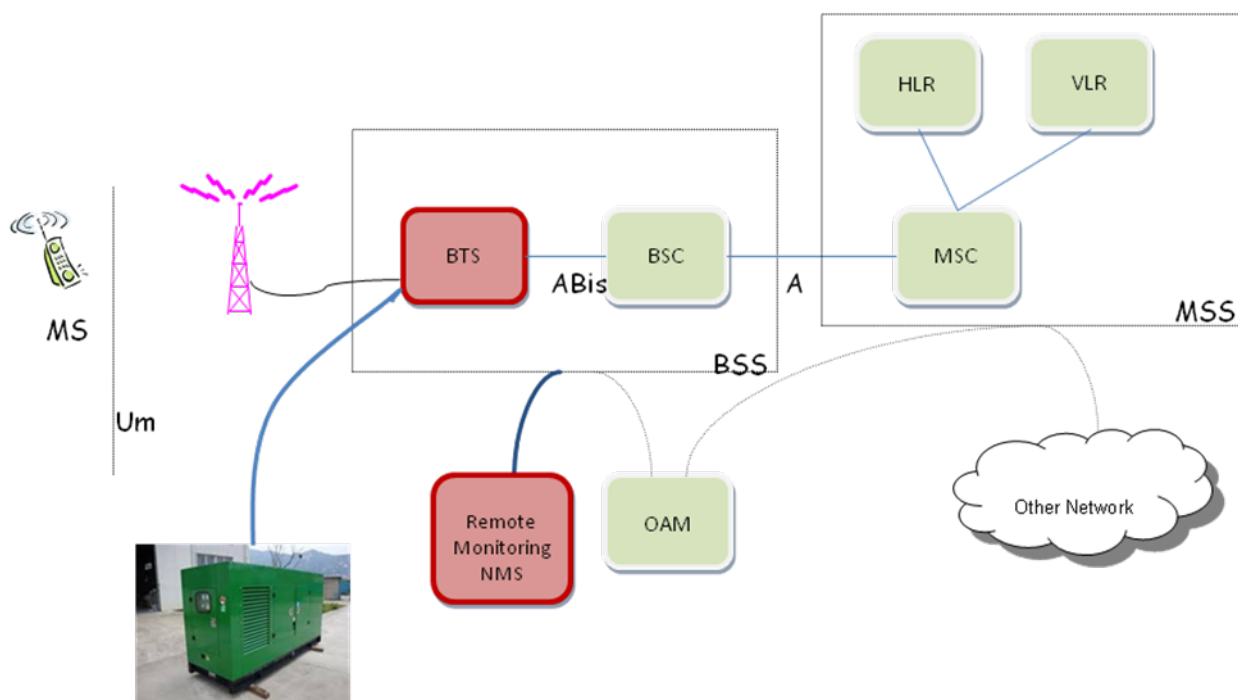 HLR
VLR
BTS
BSC
MSC
ABis
A
MS
MSS
BSS
Um
Remote
Monitoring
NMS
OAM
Other Network